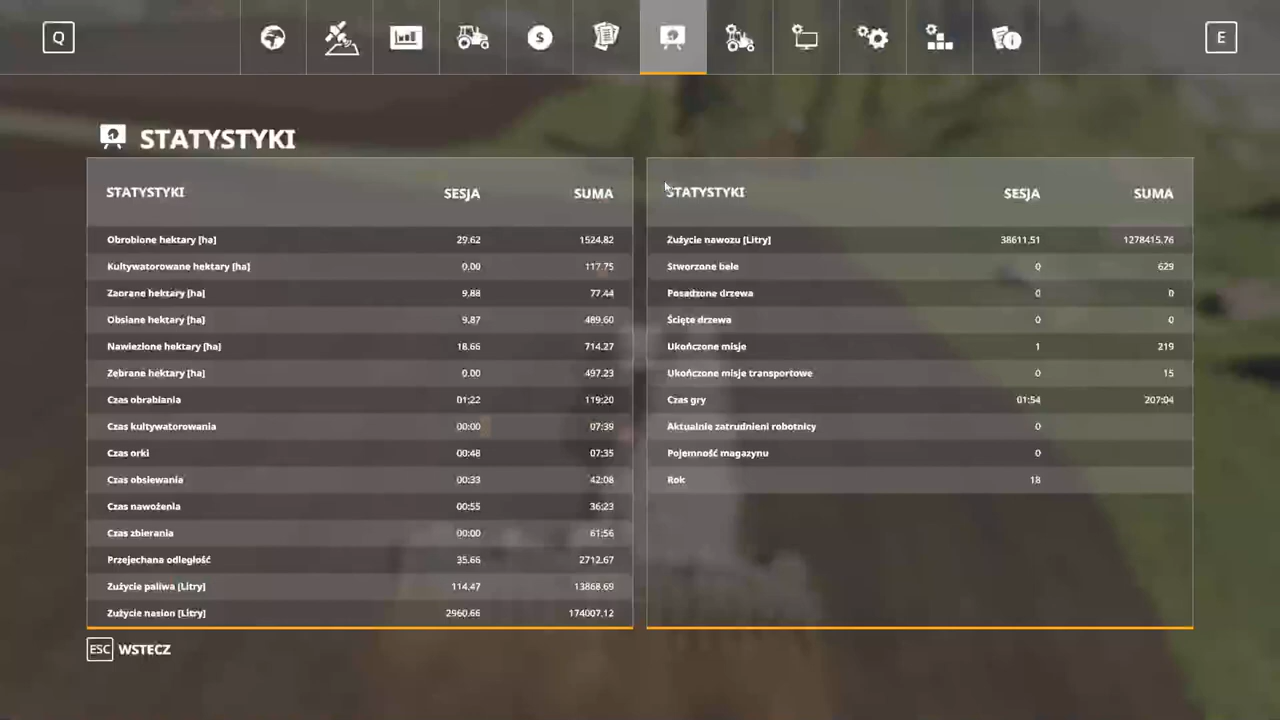 Q
E
STATYSTYKI
STATYSTYKI SESJA SUMA
Obrobione hektary [ha] 29.62 1524.82
Kultywatorowane hektary [ha] 0.00 117.75
Zaorane hektary [ha] 9.88 77.44
Obsiane hektary [ha] 9.87 489.60
Nawiezione hektary [ha] 18.66 714.27
Zebrane hektary [ha] 0.00 497.23
Czas obrabiania 01:22 119:20
Czas kultywatorowania 00:00 07:39
Czas orki 00:48 07:35
Czas obsiewania 00:33 42:08
Czas nawożenia 00:55 36:23
Czas zbierania 00:00 61:56
Przejechana odległość 35.66 2712.67
Zużycie paliwa [Litry] 114.47 13868.69
Zużycie nasion [Litry] 2960.66 174007.12
STATYSTYKI SESJA SUMA
Zużycie nawozu [Litry] 38611.51 1278415.76
Stworzone bele 0 629
Posadzone drzewa 0 0
Ścięte drzewa 0 0
Ukończone misje 1 219
Ukończone misje transportowe 0 15
Czas gry 01:54 207:04
Aktualnie zatrudnieni robotnicy 0
Pojemność magazynu 0
Rok 18
ESC WSTECZ